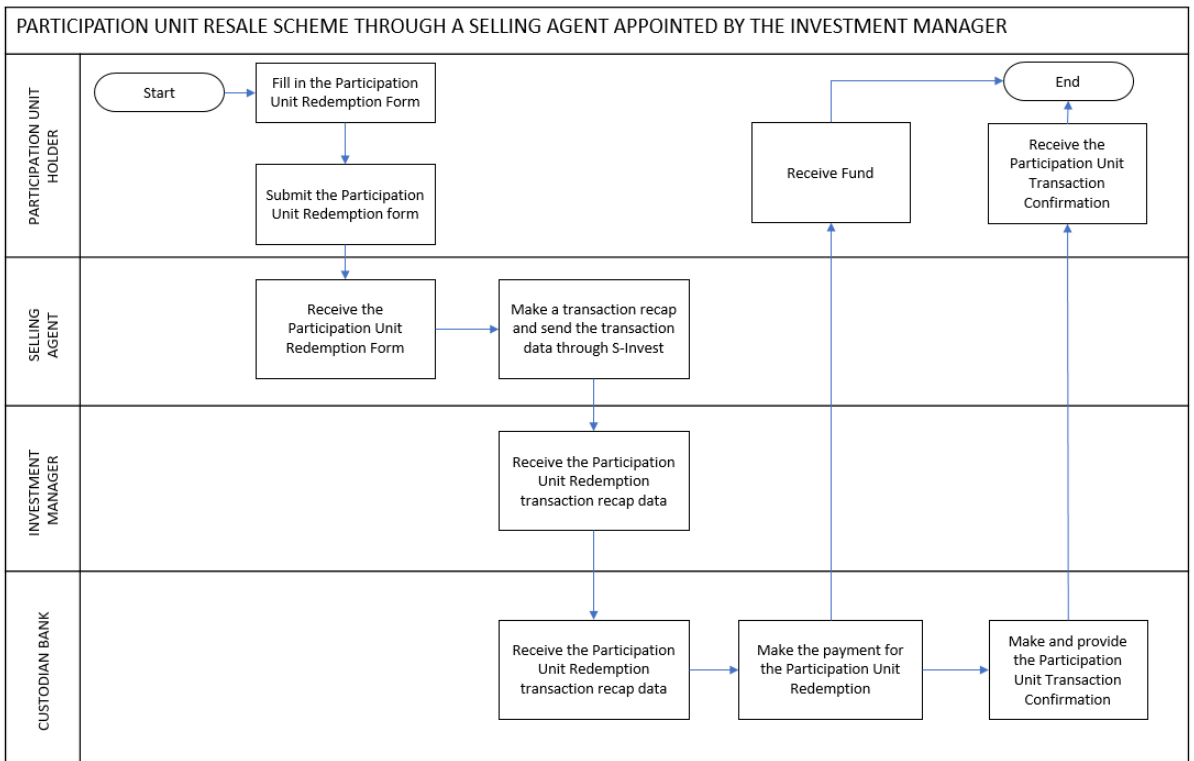 PARTICIPATION UNIT RESALE SCHEME THROUGH A SELLING AGENT APPOINTED BY THE INVESTMENT MANAGER
PARTICIPATION UNIT
HOLDER
Start
Fill in the Participation
Unit Redemption Form
Submit the Participation
Unit Redemption form
Receive Fund
End
Receive the
Participation Unit
Transaction
Confirmation
SELLING
AGENT
Receive the
Participation Unit
Redemption Form
Make a transaction recap
and send the transaction
data through S-Invest
INVESTMENT
MANAGER
Receive the Participation
Unit Redemption
transaction recap data
CUSTODIAN BANK
Receive the Participation
Unit Redemption
transaction recap data
Make the payment for
the Participation Unit
Redemption
Make and provide
the Participation
Unit Transaction
Confirmation